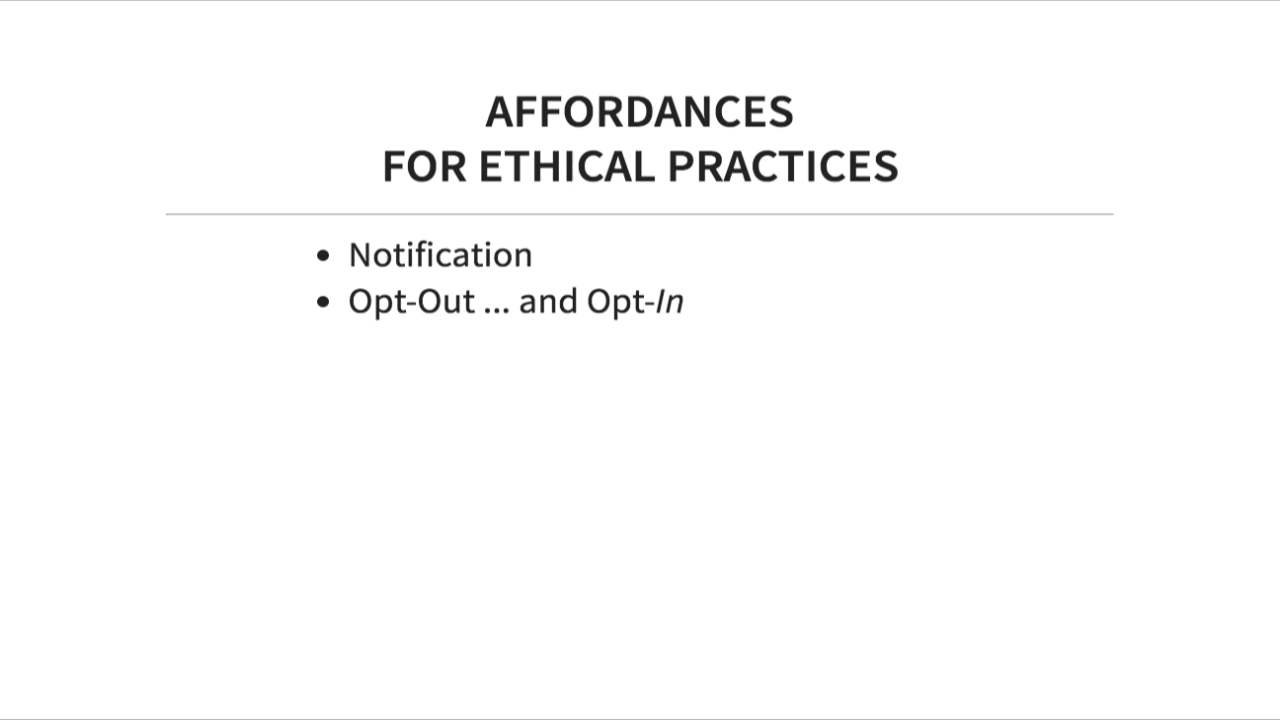 AFFORDANCES
FOR ETHICAL PRACTICES
• Notification
• Opt-Out ... and Opt-In